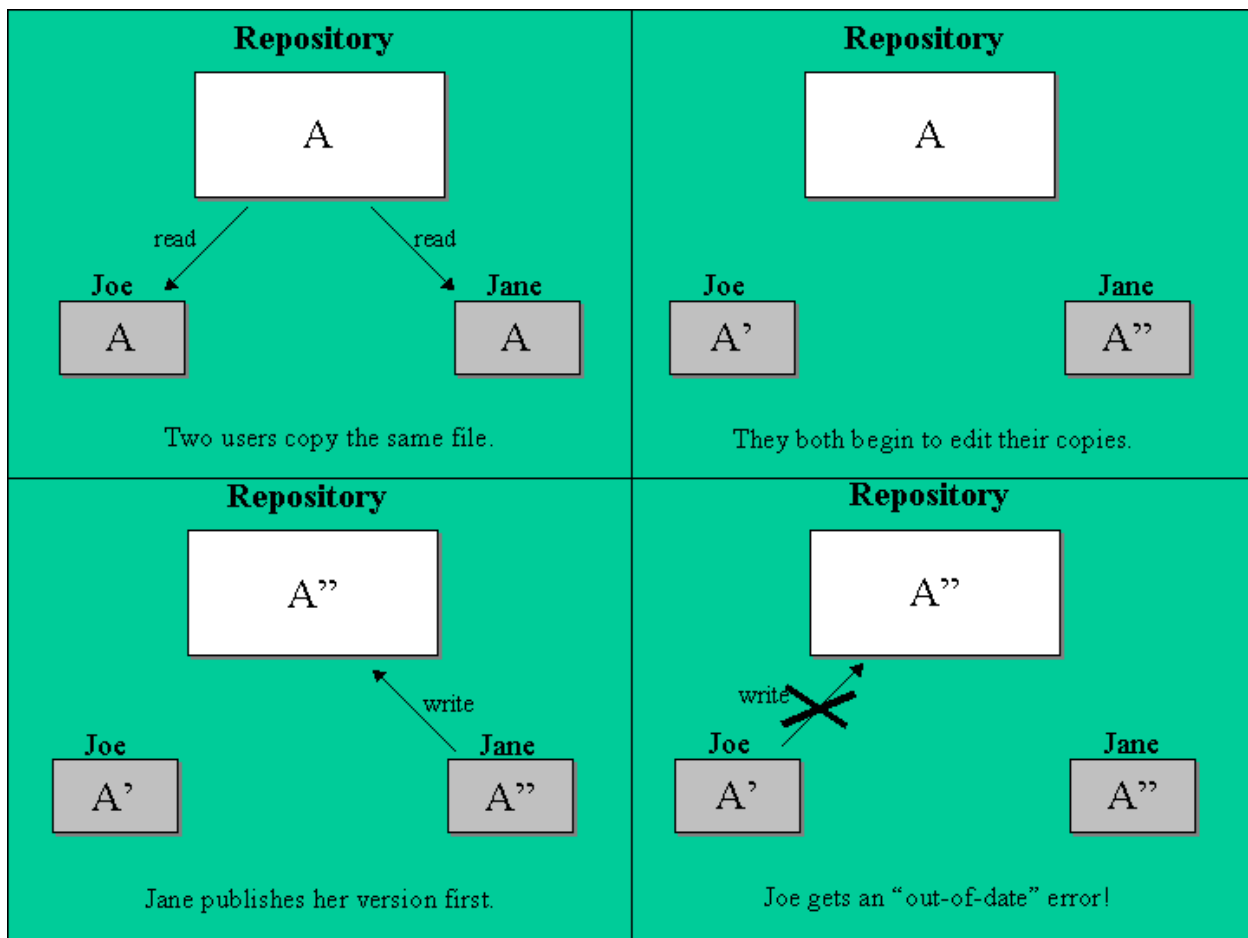 Repository
A
read
read
Joe
Jane
A
A
Two users copy the same file.
Repository
A
Joe
Jane
A’
A”
They both begin to edit their copies.
Repository
A”
write
Joe
Jane
A’
A”
Jane publishes her version first.
Repository
A”
write
Joe
Jane
A’
A”
Joe gets an “out-of-date” error!